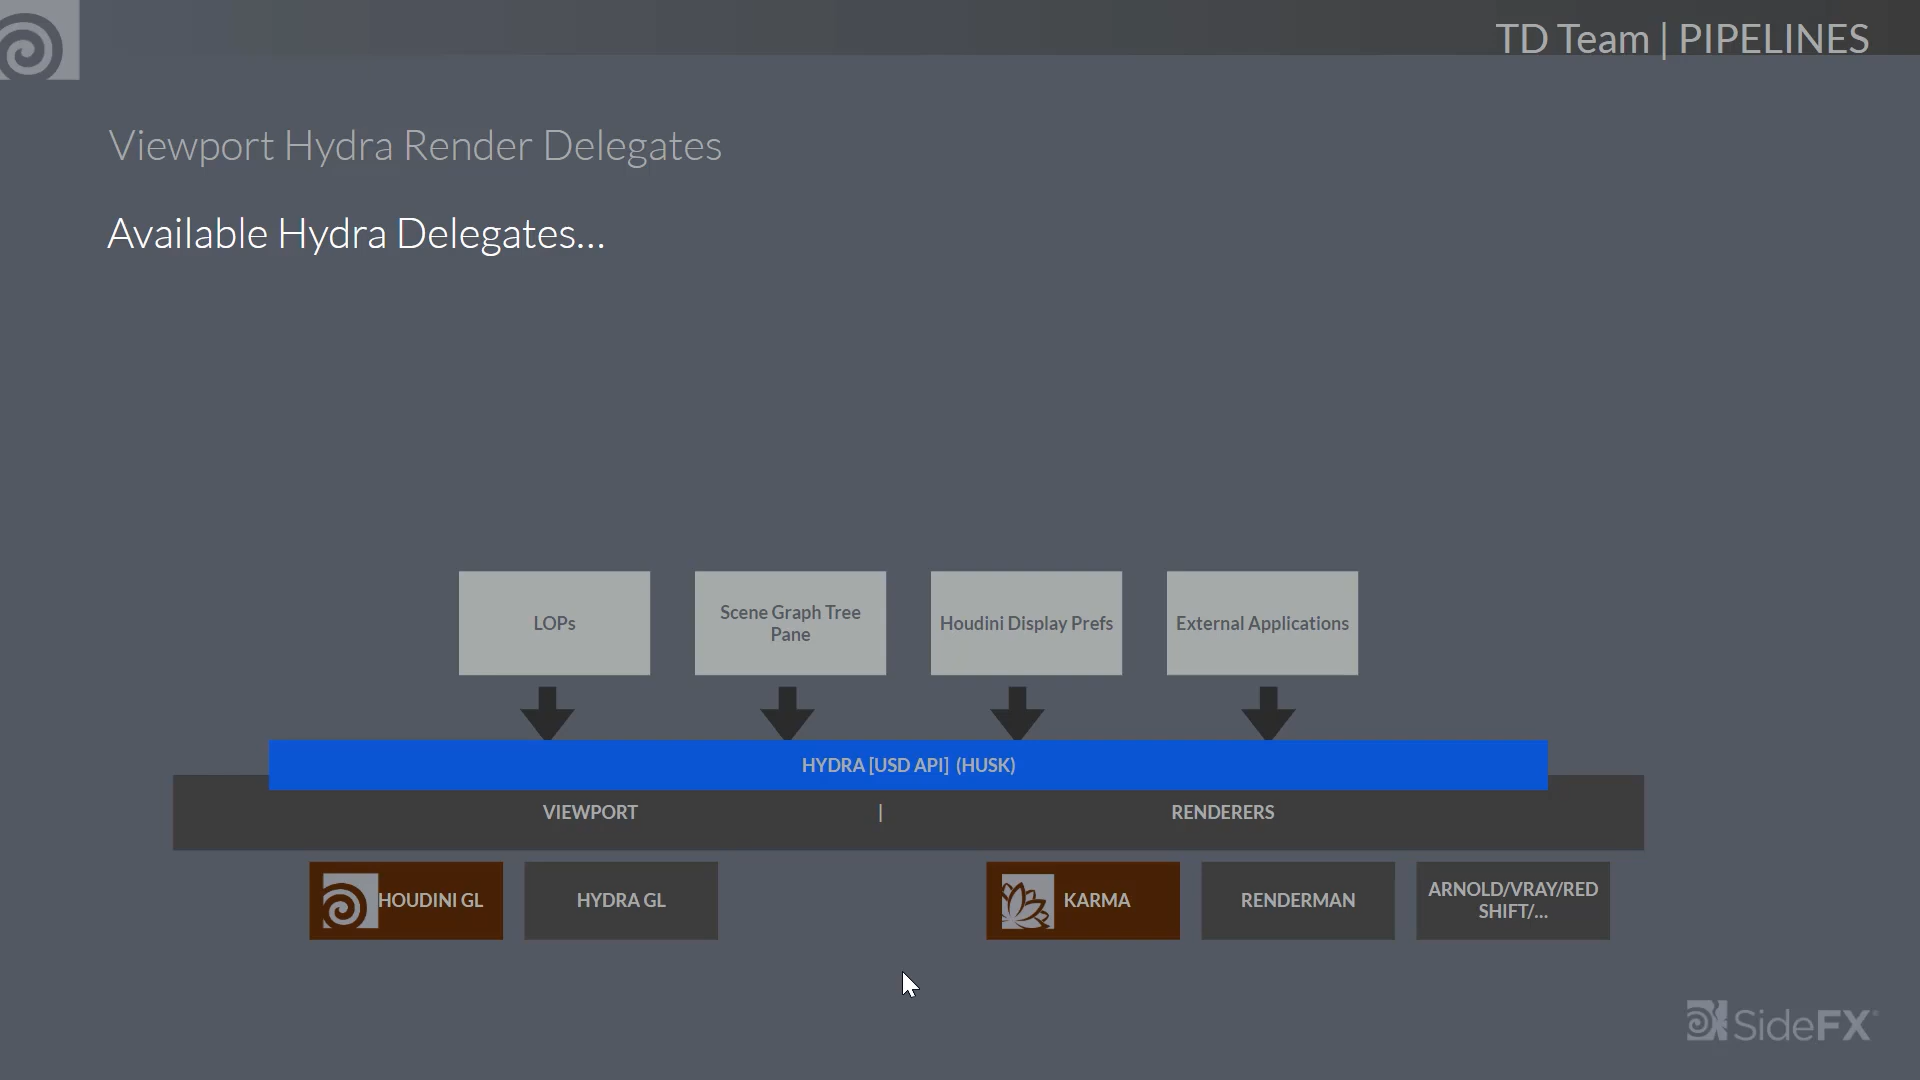 TD Team | PIPELINES
Viewport Hydra Render Delegates
Available Hydra Delegates...
LOPs
Scene Graph Tree
Pane
Houdini Display Prefs
External Applications
HYDRA [USD API] (HUSK)
VIEWPORT | RENDERERS
HOUDINI GL
HYDRA GL
KARMA
RENDERMAN
ARNOLD/VRAY/RED
SHIFT/...
SideFX